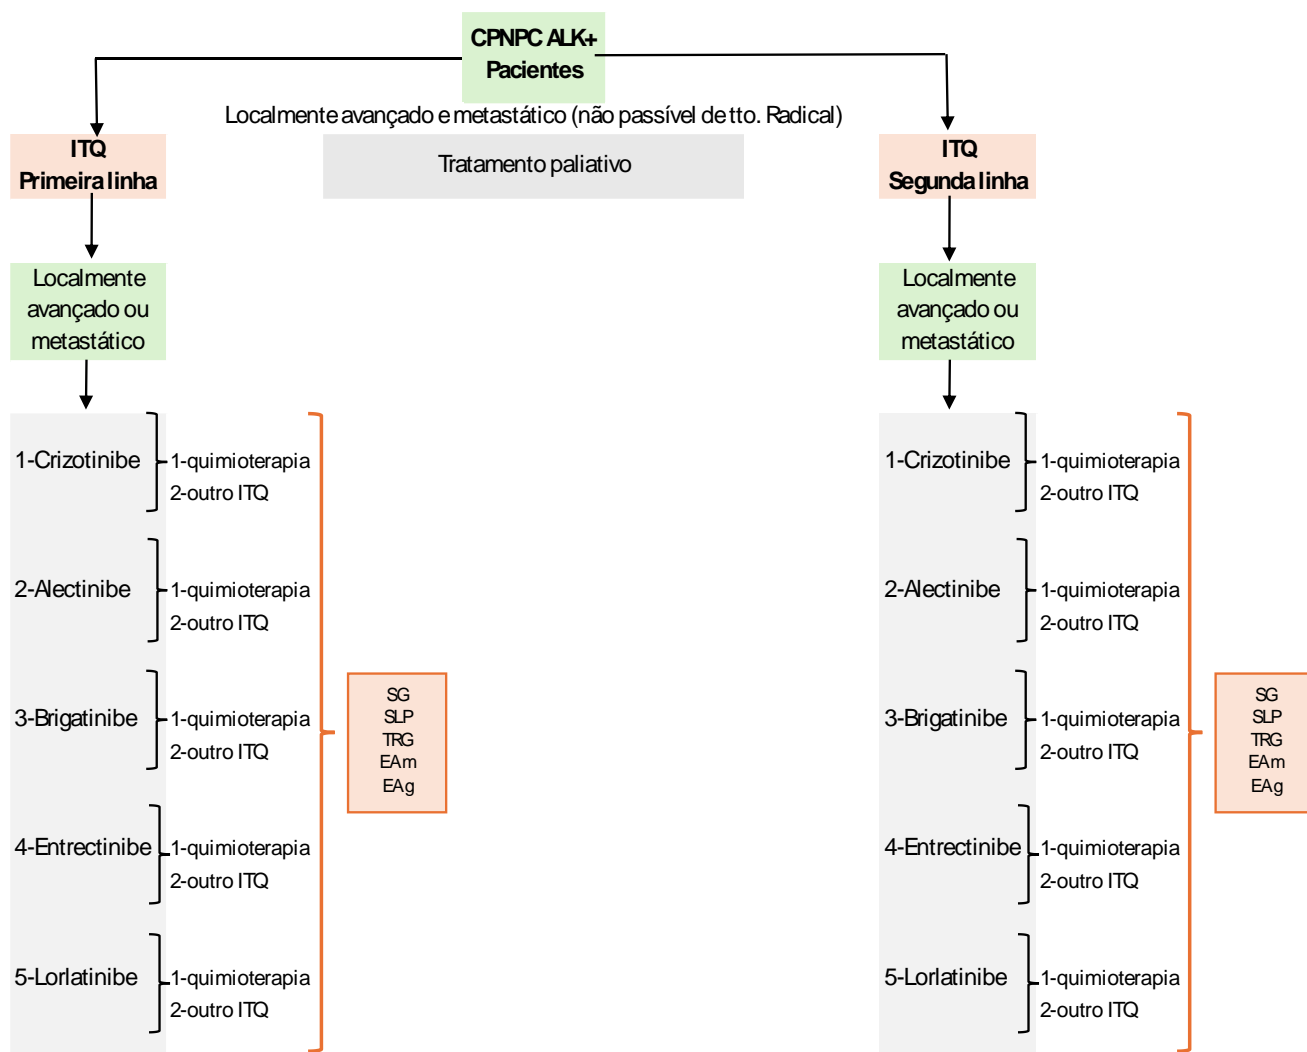 CPNPC ALK+
Pacientes
Localmente avançado e metastático (não passível de tto. Radical)
Tratamento paliativo
ITQ
Primeira linha
Localmente
avançado ou
metastático
1-Crizotinibe
1-quimioterapia
2-outro ITQ
2-Alectinibe
1-quimioterapia
2-outro ITQ
3-Brigatinibe
1-quimioterapia
2-outro ITQ
4-Entrectinibe
1-quimioterapia
2-outro ITQ
5-Lorlatinibe
1-quimioterapia
2-outro ITQ
SG
SLP
TRG
EAm
EAg
ITQ
Segunda linha
Localmente
avançado ou
metastático
1-Crizotinibe
1-quimioterapia
2-outro ITQ
2-Alectinibe
1-quimioterapia
2-outro ITQ
3-Brigatinibe
1-quimioterapia
2-outro ITQ
4-Entrectinibe
1-quimioterapia
2-outro ITQ
5-Lorlatinibe
1-quimioterapia
2-outro ITQ
SG
SLP
TRG
EAm
EAg